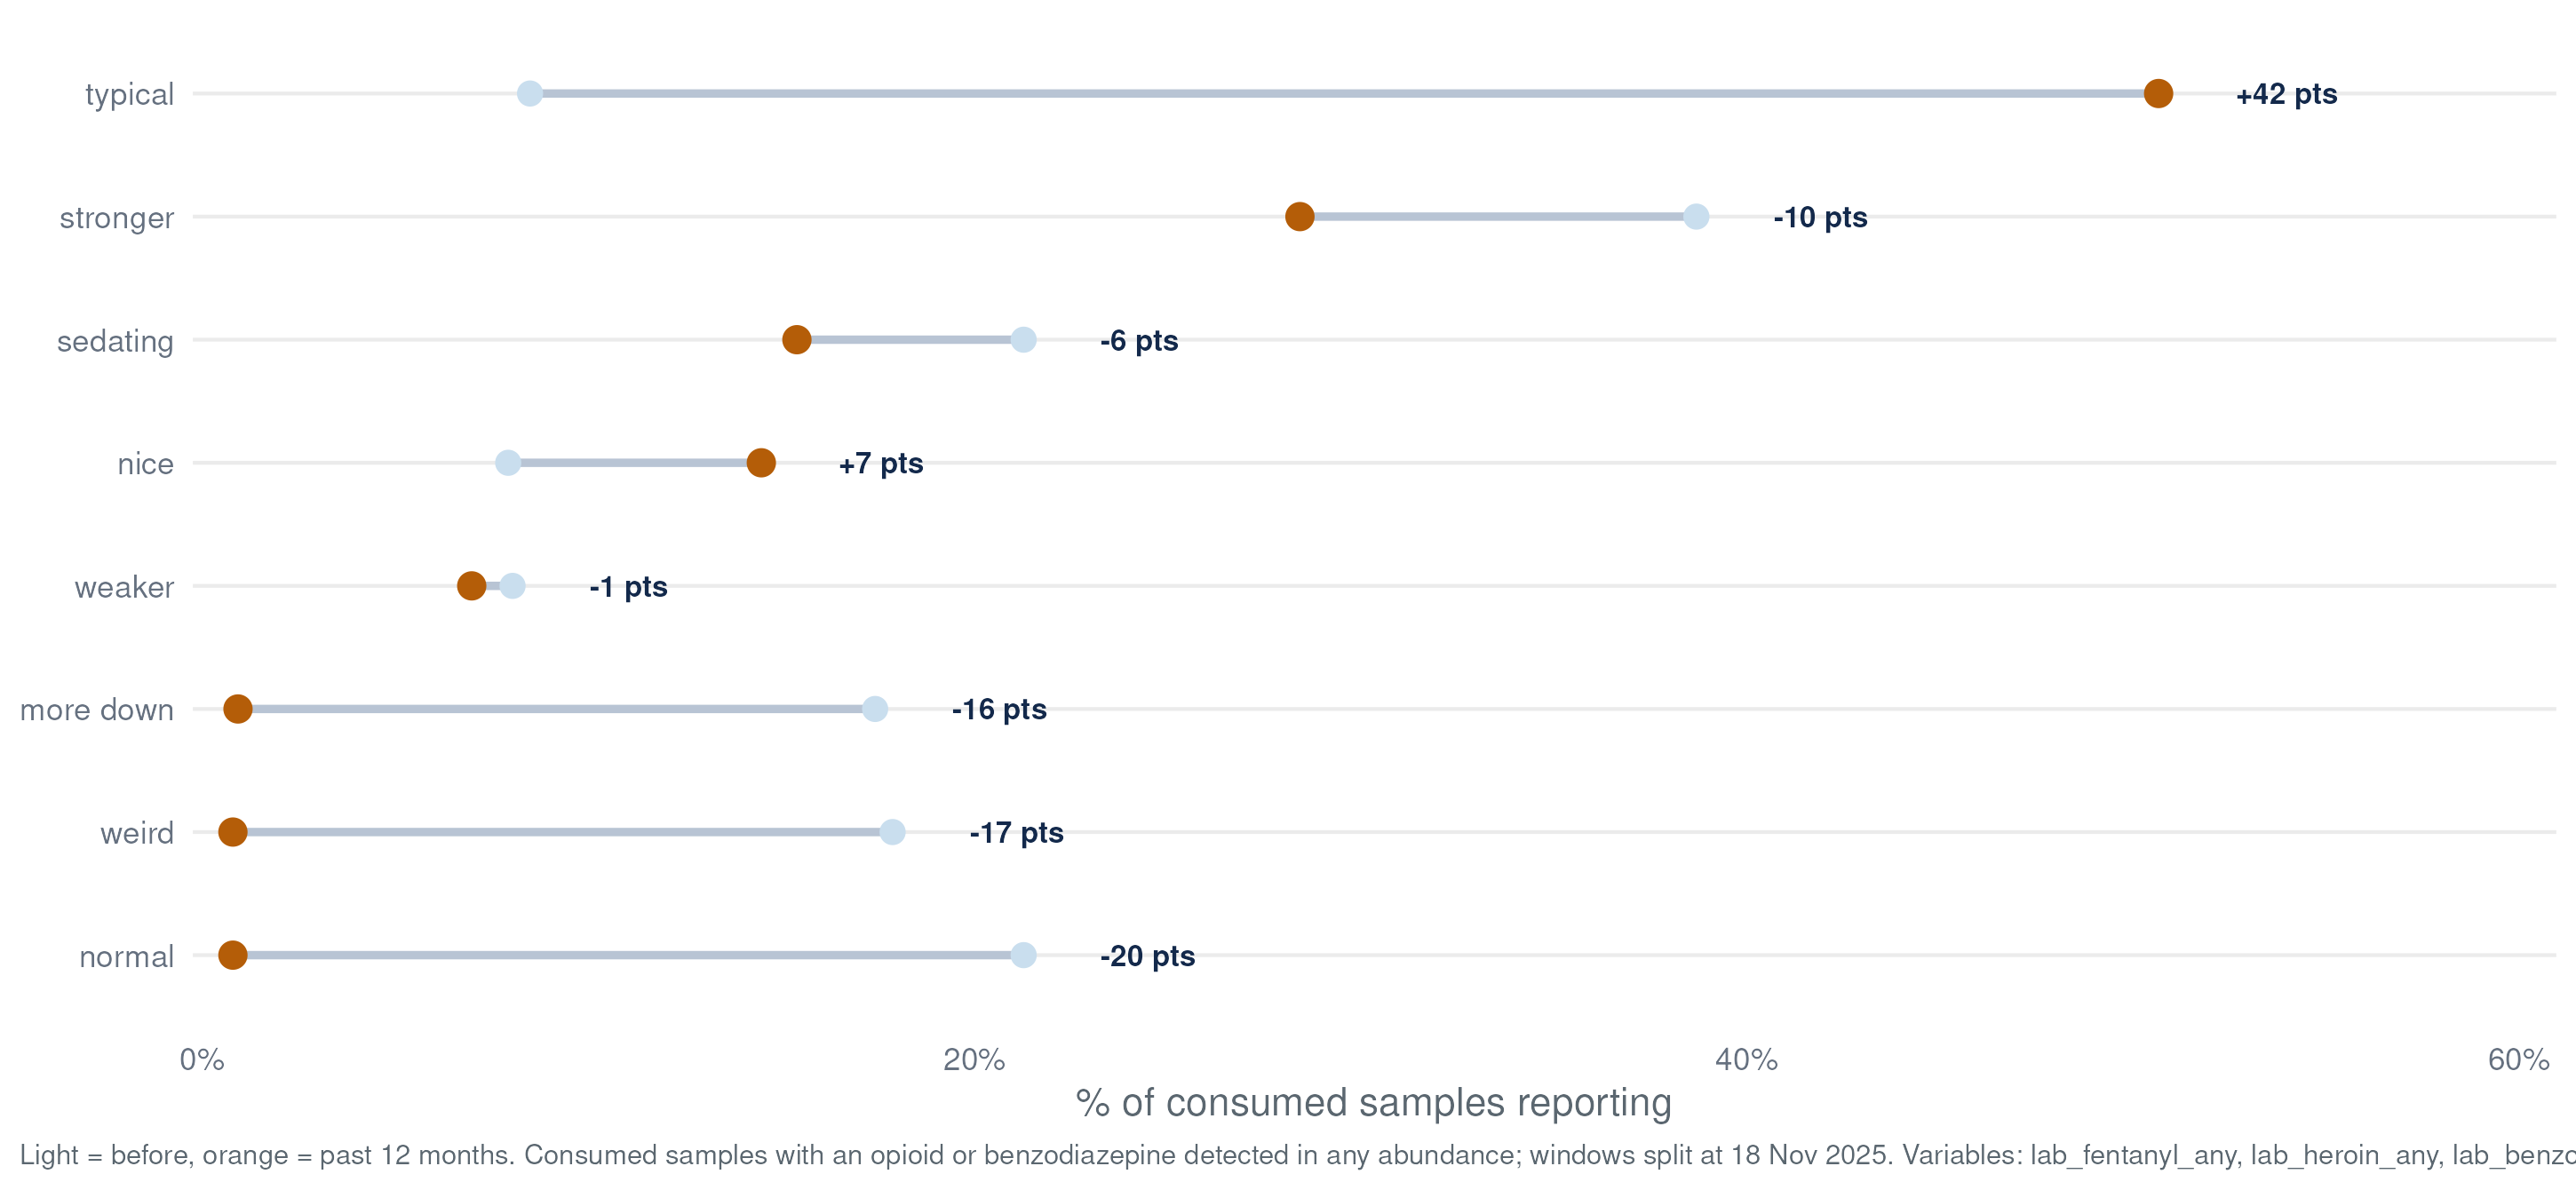 typical +42 pts
stronger -10 pts
sedating -6 pts
nice +7 pts
weaker -1 pts
more down -16 pts
weird -17 pts
normal -20 pts
0% 20% 40% 60%
% of consumed samples reporting
Light = before, orange = past 12 months. Consumed samples with an opioid or benzodiazepine detected in any abundance; windows split at 18 Nov 2025. Variables: lab_fentanyl_any, lab_heroin_any, lab_benzo